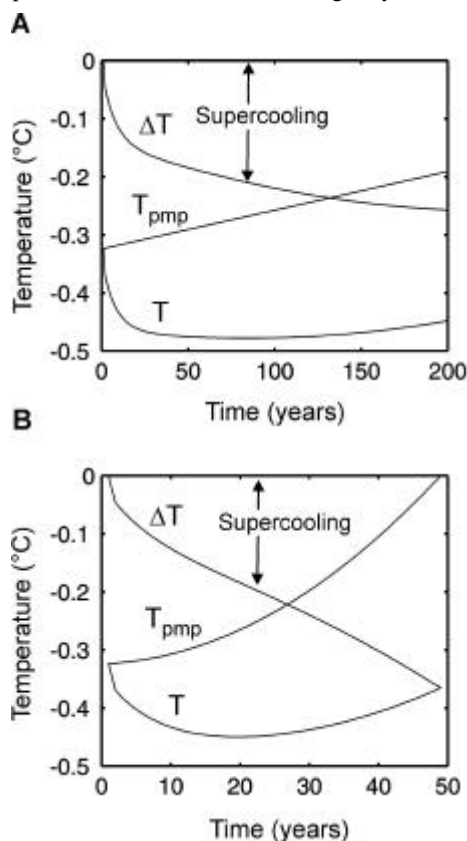 A
0
-0.1
-0.2
-0.3
-0.4
-0.5
Temperature (°C)
Supercooling
ΔT
Tpmp
T
0 50 100 150 200
Time (years)
B
0
-0.1
-0.2
-0.3
-0.4
-0.5
Temperature (°C)
ΔT
Supercooling
Tpmp
T
0 10 20 30 40 50
Time (years)